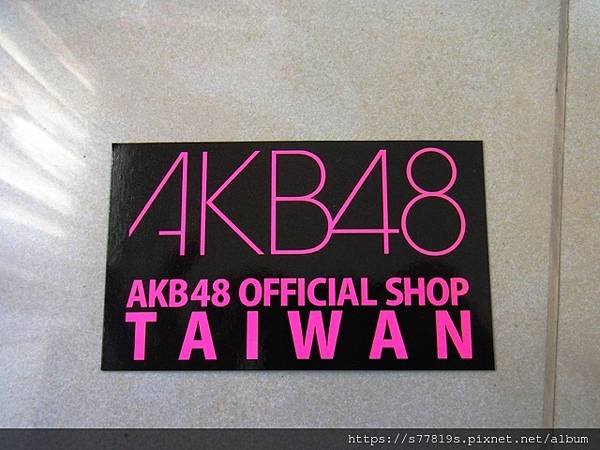 AKB48
AKB48 OFFICIAL SHOP
TAIWAN
https://s77819s.pixnet.net/album